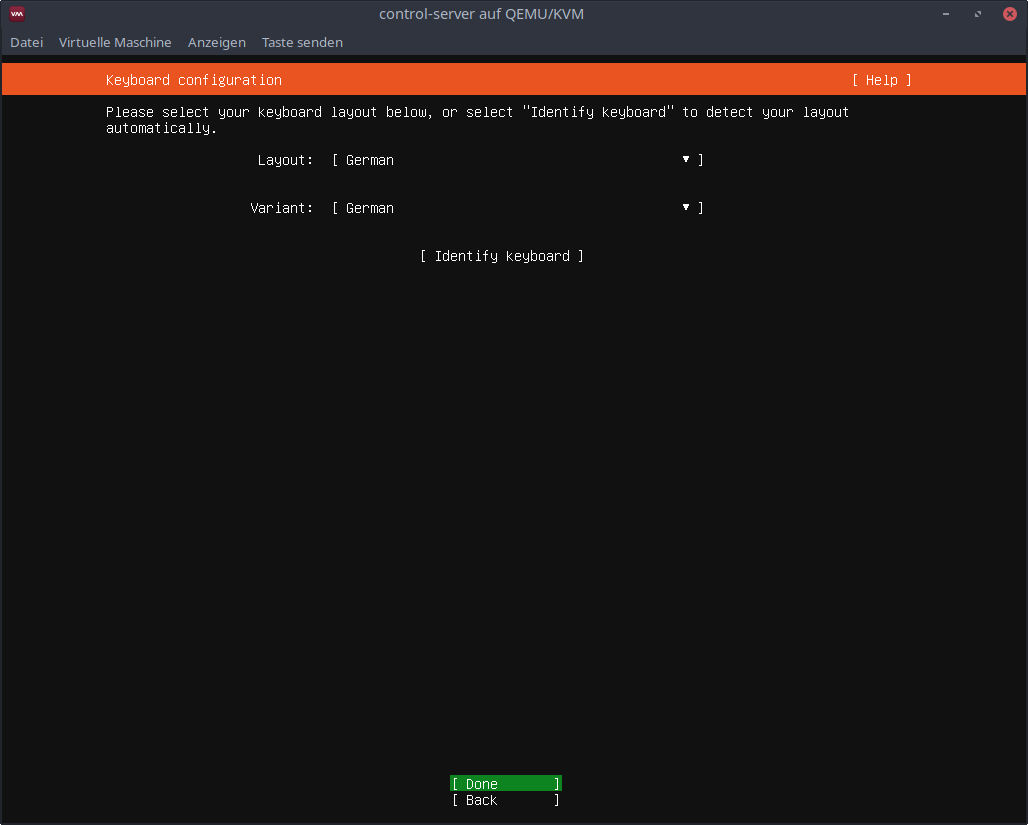 control-server auf QEMU/KVM
Datei Virtuelle Maschine Anzeigen Taste senden
Keyboard configuration [ Help ]
Please select your keyboard layout below, or select "Identify keyboard" to detect your layout
automatically.
Layout: [ German ▾ ]
Variant: [ German ▾ ]
[ Identify keyboard ]
[ Done ]
[ Back ]